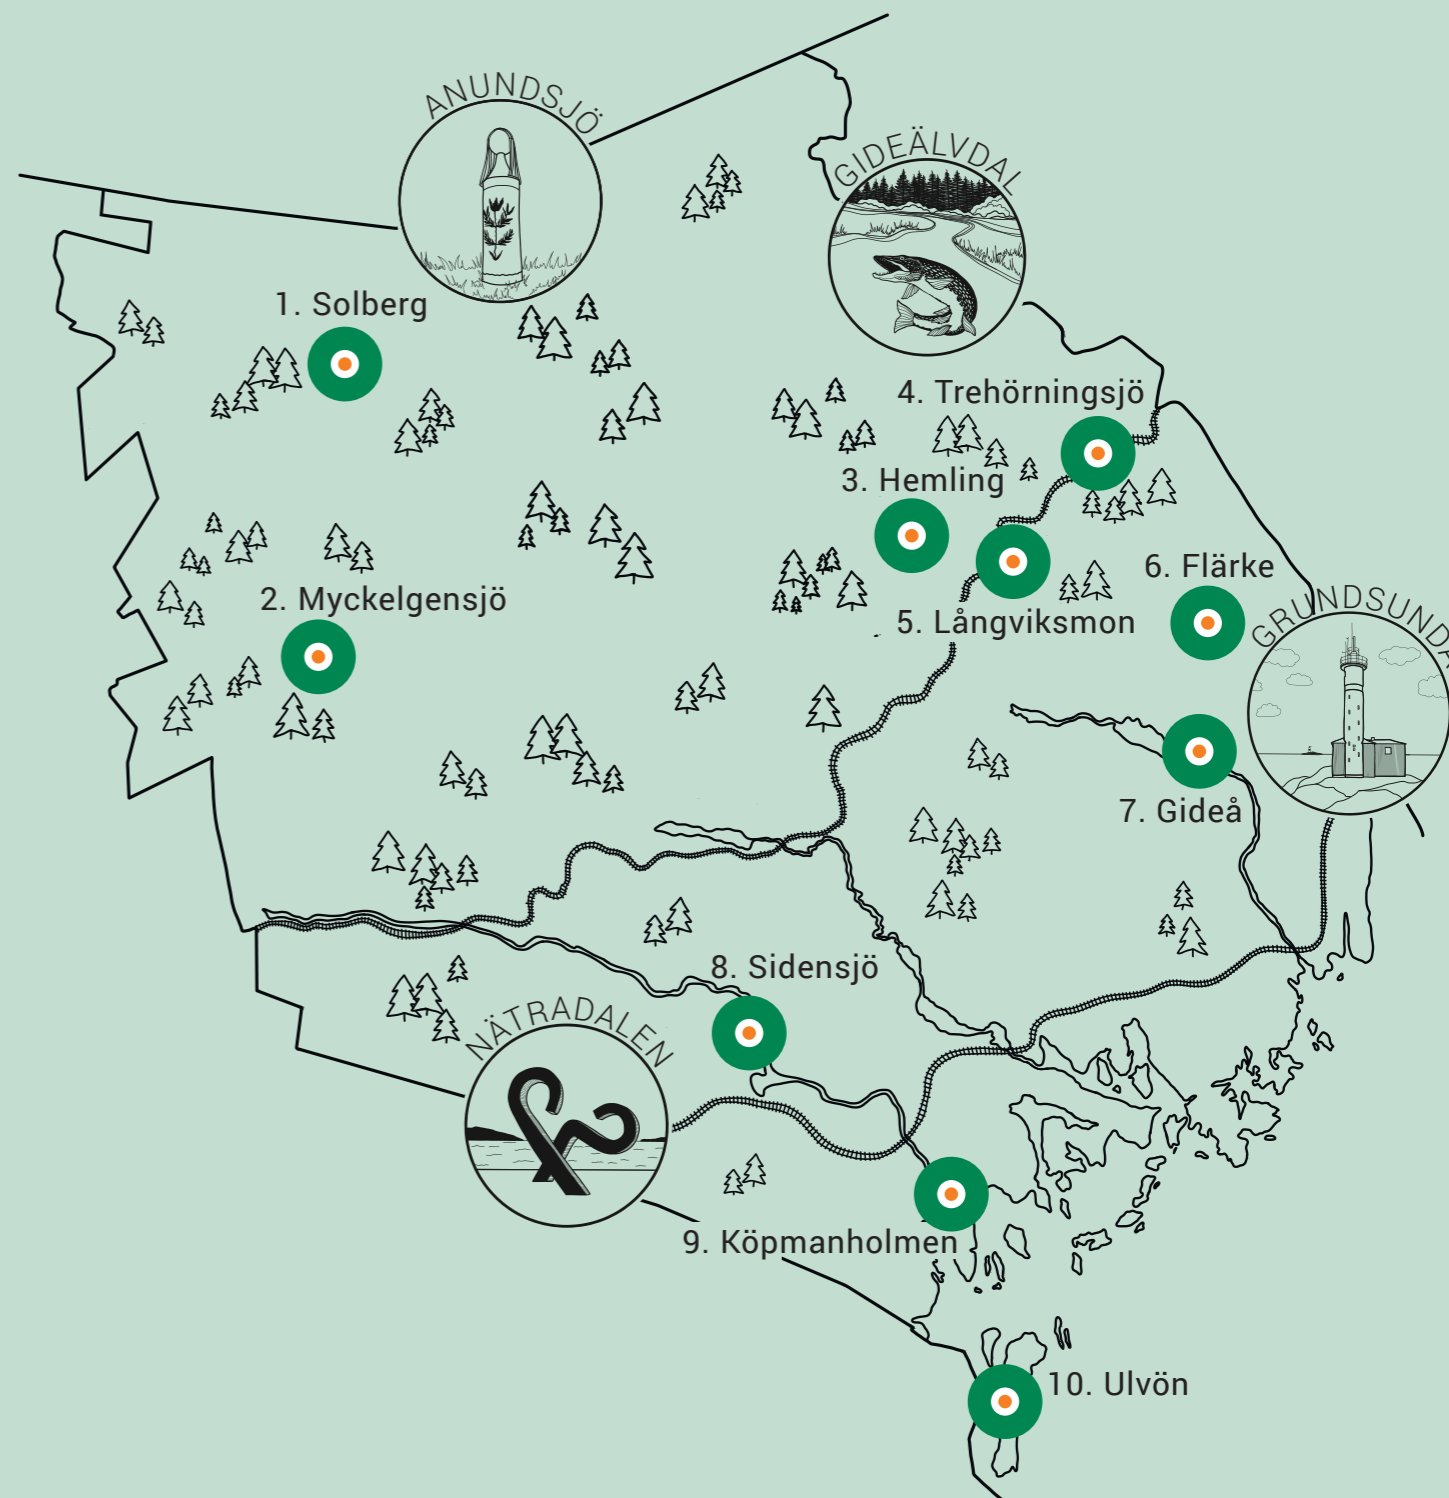 ANUNDSJÖ
GIDEÄLVDAL
1. Solberg
4. Trehörningsjö
3. Hemling
6. Flärke
2. Myckelgensjö
5. Långviksmon
GRUNDSUNDA
7. Gideå
8. Sidensjö
NÄTRADALEN
9. Köpmanholmen
10. Ulvön